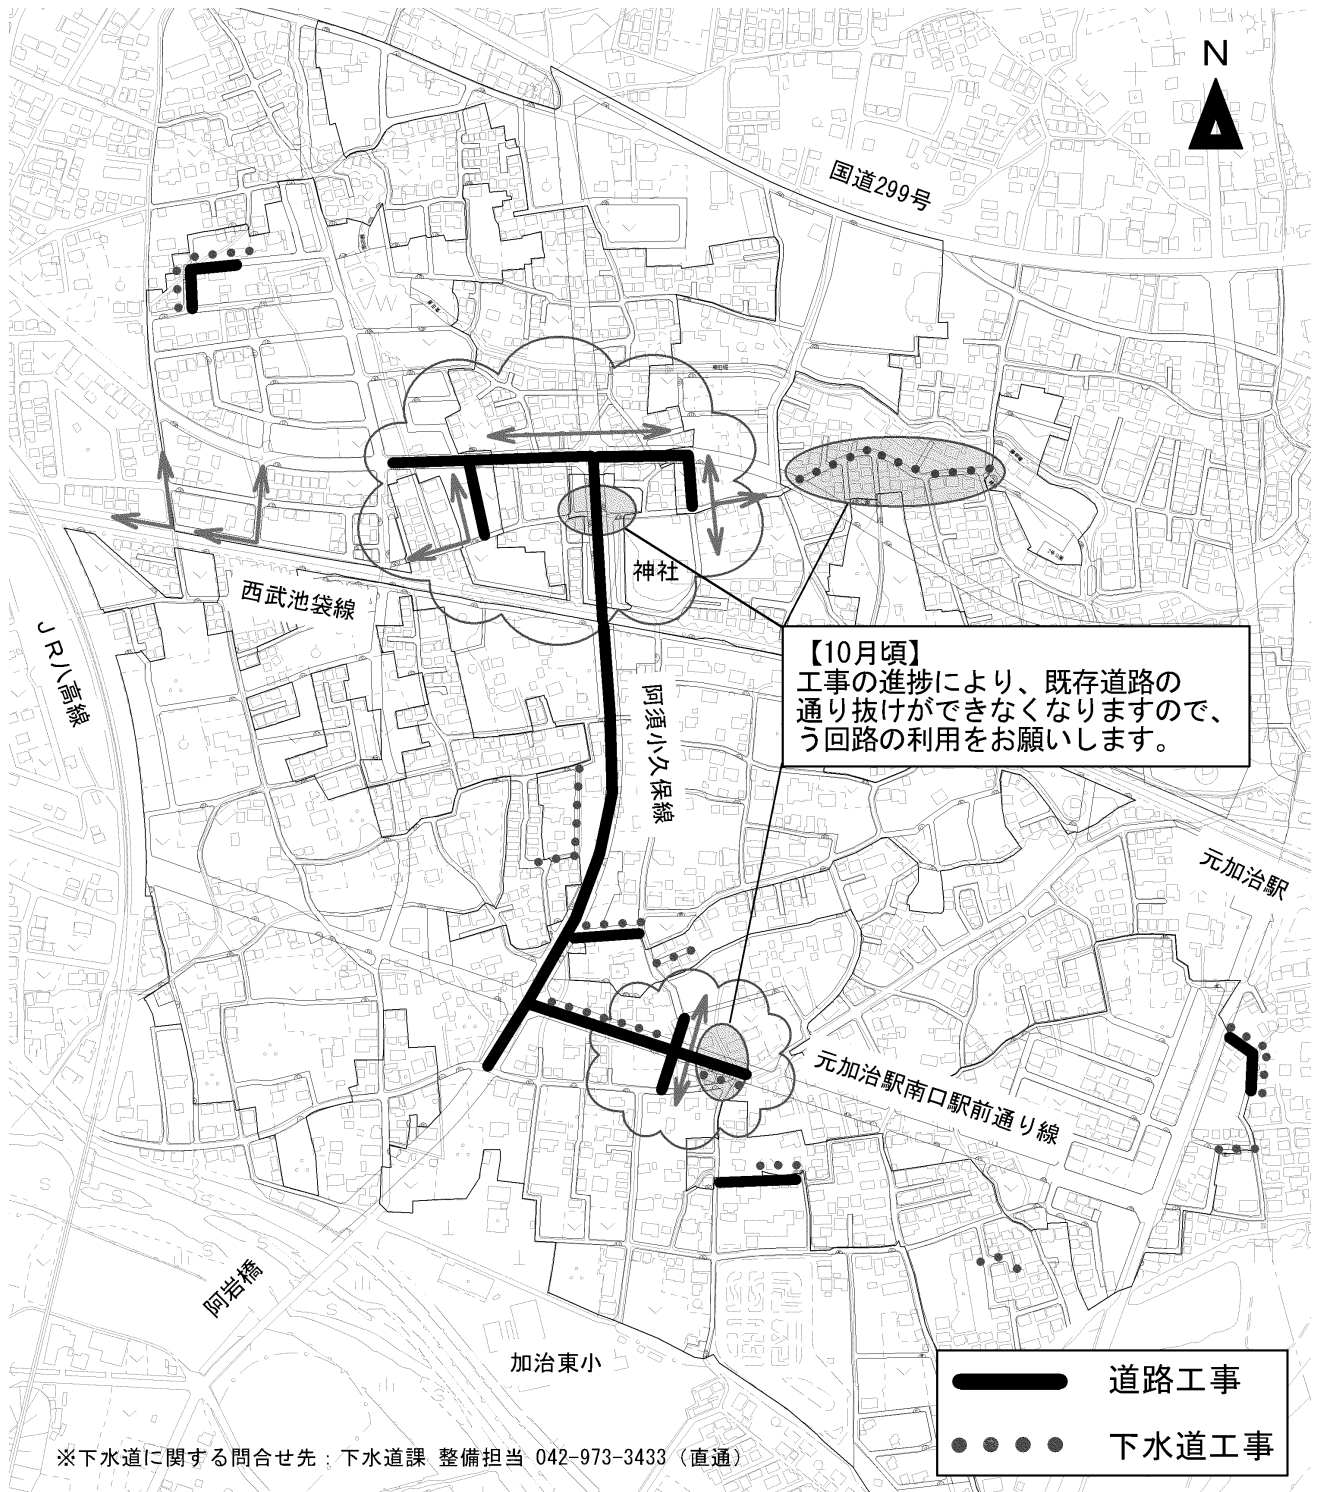 N
国道299号
神社
西武池袋線
JR八高線
阿須小久保線
【10月頃】
工事の進捗により、既存道路の
通り抜けができなくなりますので、
う回路の利用をお願いします。
元加治駅
元加治駅南口駅前通り線
阿岩橋
加治東小
道路工事
下水道工事
※下水道に関する問合せ先：下水道課 整備担当 042-973-3433（直通）